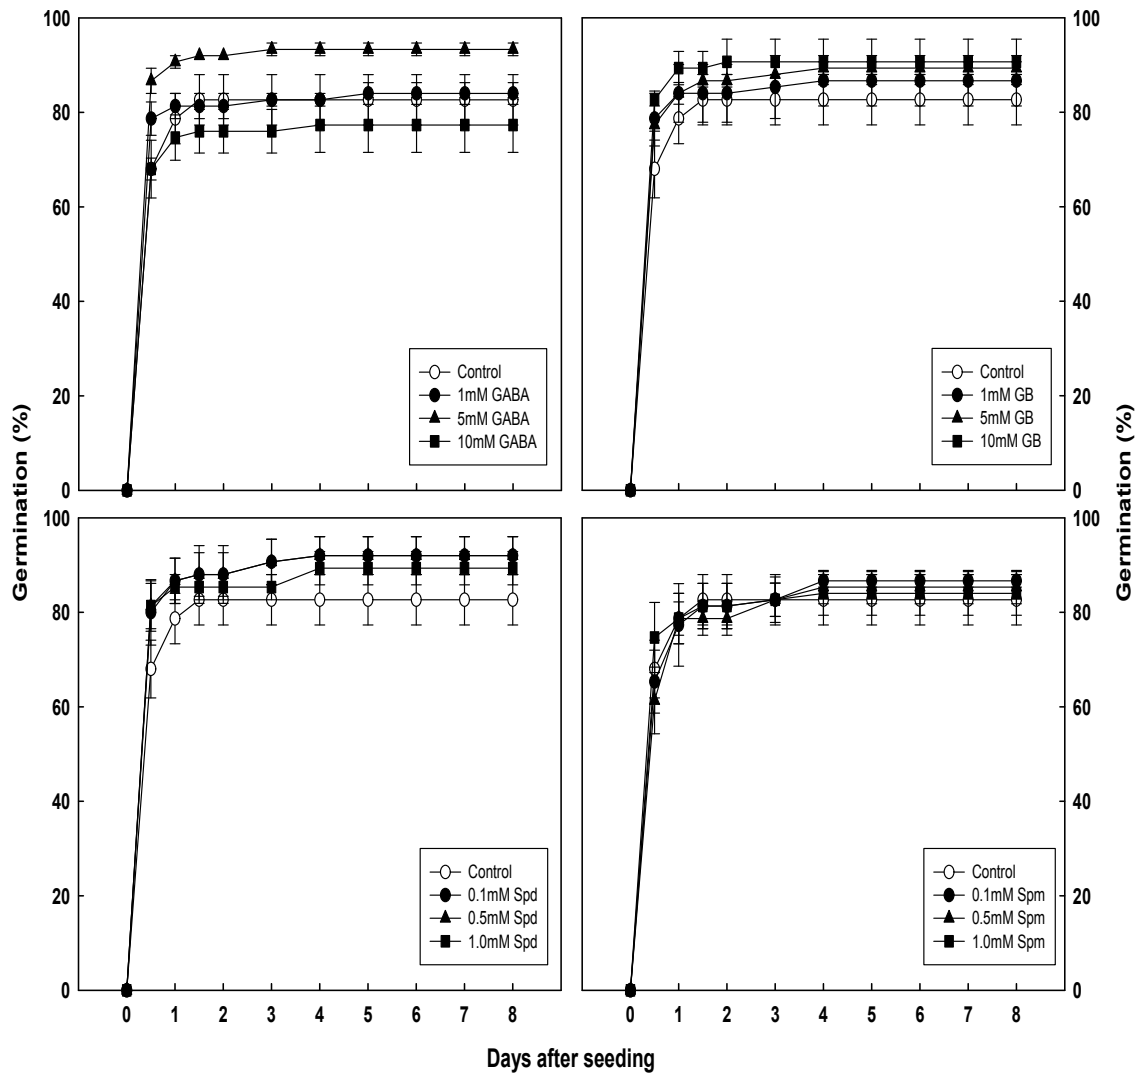 100
80
60
40
20
0
Control
1mM GABA
5mM GABA
10mM GABA
100
80
60
40
20
0
Control
1mM GB
5mM GB
10mM GB
Germination (%)
Germination (%)
100
80
60
40
20
0
Control
0.1mM Spd
0.5mM Spd
1.0mM Spd
0 1 2 3 4 5 6 7 8
100
80
60
40
20
0
Control
0.1mM Spm
0.5mM Spm
1.0mM Spm
0 1 2 3 4 5 6 7 8
Days after seeding